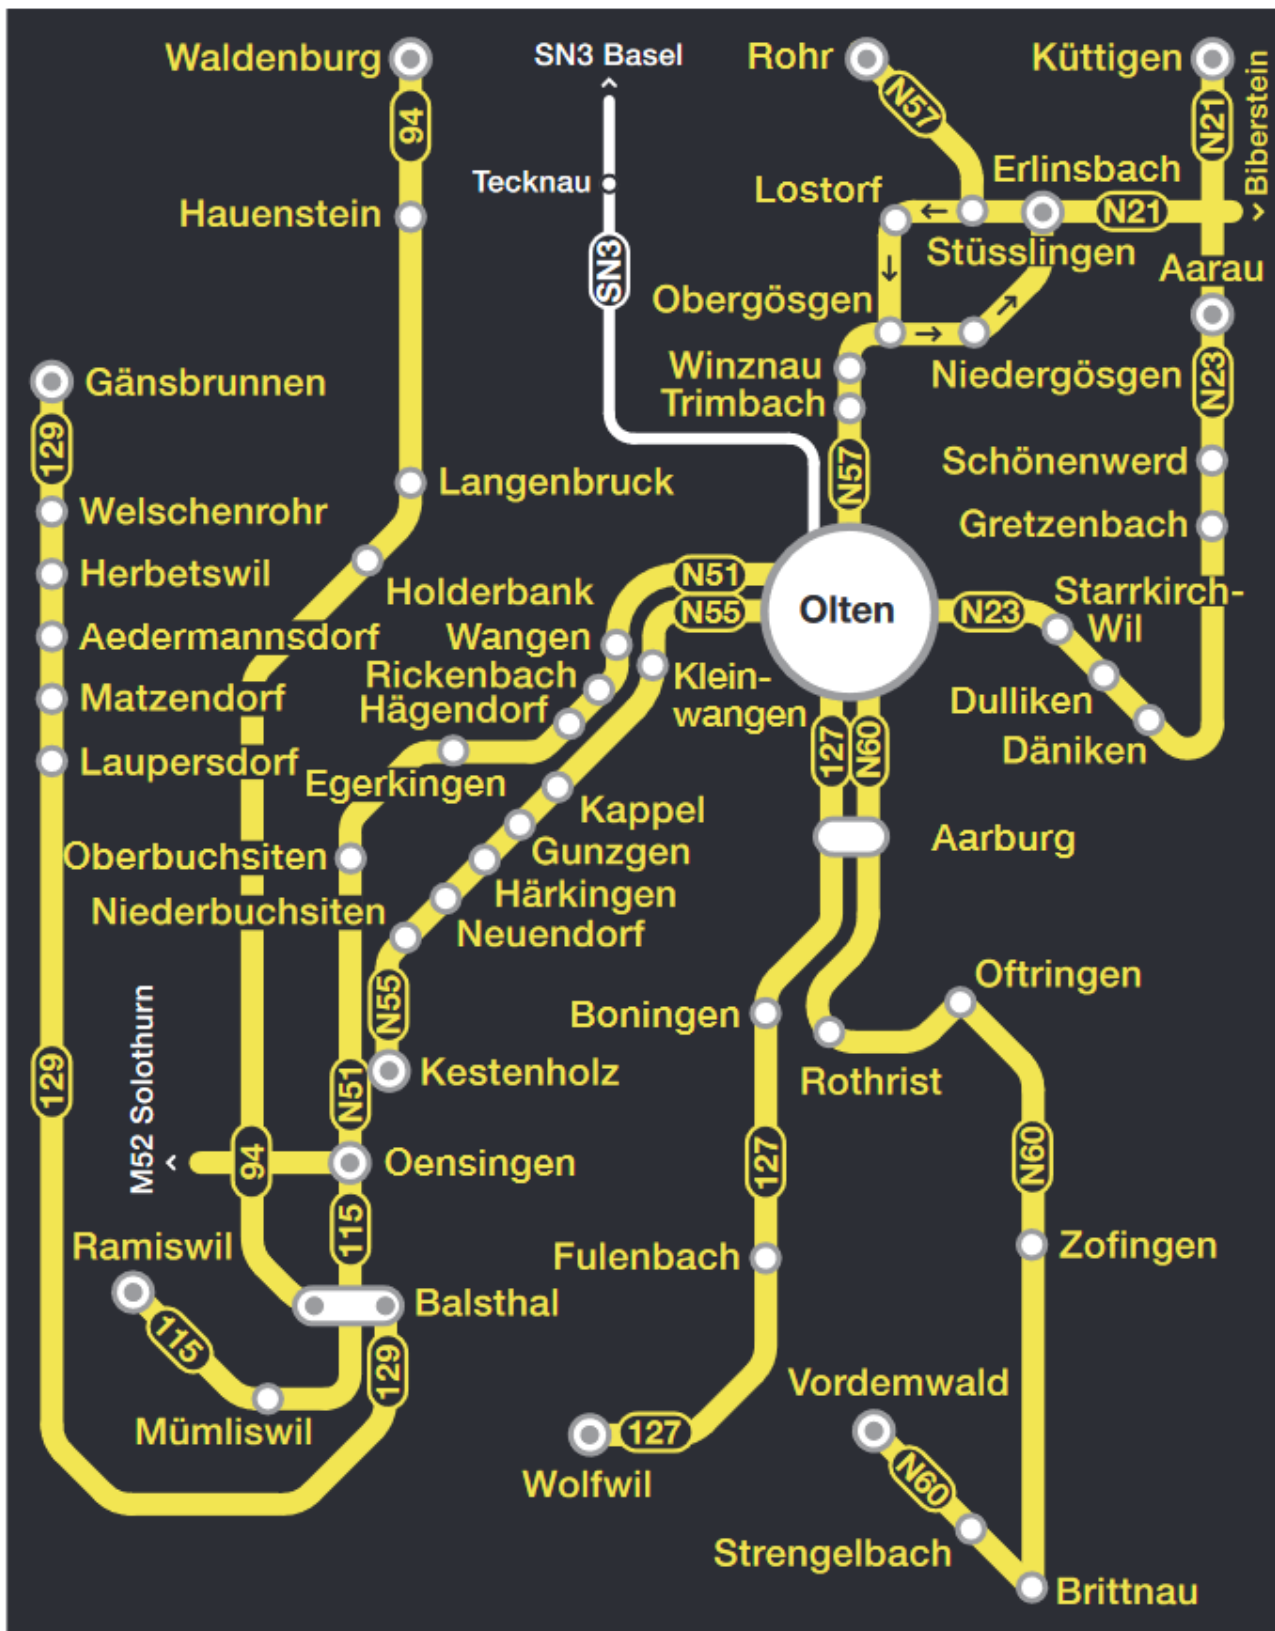 Waldenburg
SN3 Basel
Rohr
Küttigen
94
N57
N21
Biberstein
Tecknau
Hauenstein
Lostorf
Erlinsbach
N21
Stüsslingen
Aarau
SN3
Obergösgen
Winznau
Niedergösgen
N23
Trimbach
Gänsbrunnen
129
Langenbruck
N57
Schönenwerd
Welschenrohr
Gretzenbach
Herbetswil
Holderbank
N51
N55
Olten
N23
Starrkirch-
Wil
Aedermannsdorf
Wangen
Rickenbach
Klein-
wangen
Matzendorf
Hägendorf
Dulliken
Däniken
127
N60
Laupersdorf
Egerkingen
Kappel
Aarburg
Oberbuchsiten
Gunzgen
Härkingen
Niederbuchsiten
Neuendorf
Oftringen
N55
Boningen
M52 Solothurn
129
N51
Kestenholz
Rothrist
94
Oensingen
127
N60
115
Ramiswil
Fulenbach
Zofingen
Balsthal
115
129
Vordemwald
Mümliswil
127
Wolfwil
N60
Strengelbach
Brittnau